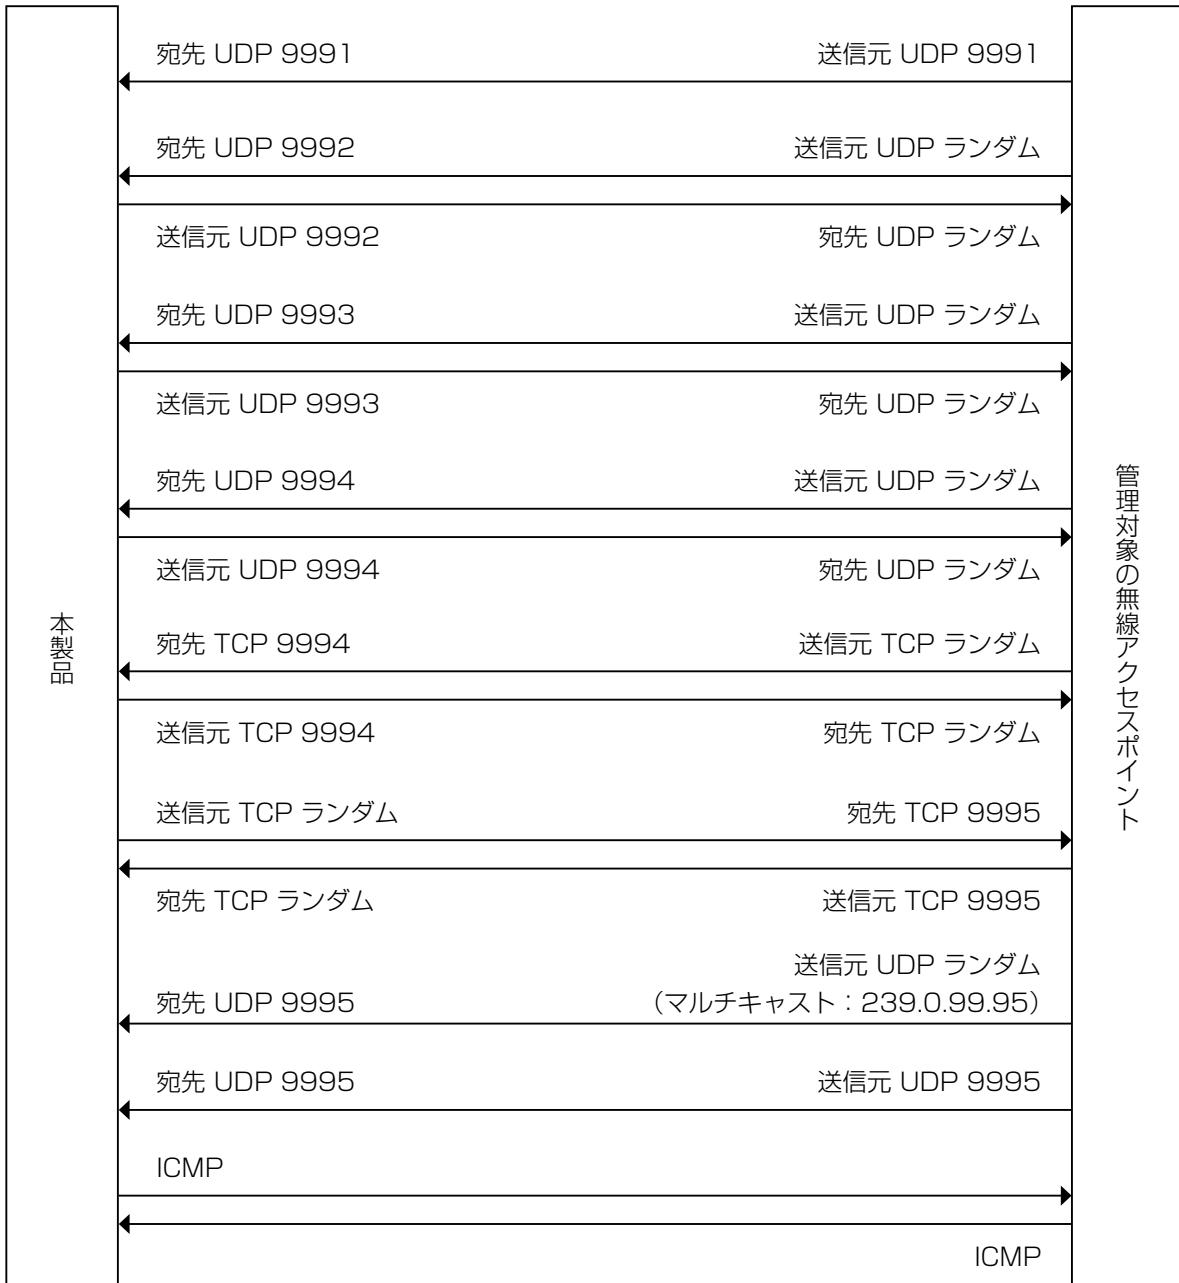 宛先 UDP 9991
送信元 UDP 9991
宛先 UDP 9992
送信元 UDP ランダム
送信元 UDP 9992
宛先 UDP ランダム
宛先 UDP 9993
送信元 UDP ランダム
送信元 UDP 9993
宛先 UDP ランダム
宛先 UDP 9994
送信元 UDP ランダム
送信元 UDP 9994
宛先 UDP ランダム
宛先 TCP 9994
送信元 TCP ランダム
送信元 TCP 9994
宛先 TCP ランダム
送信元 TCP ランダム
宛先 TCP 9995
宛先 TCP ランダム
送信元 TCP 9995
送信元 UDP ランダム
宛先 UDP 9995
（マルチキャスト：239.0.99.95）
宛先 UDP 9995
送信元 UDP 9995
ICMP
ICMP
本製品
管理対象の無線アクセスポイント